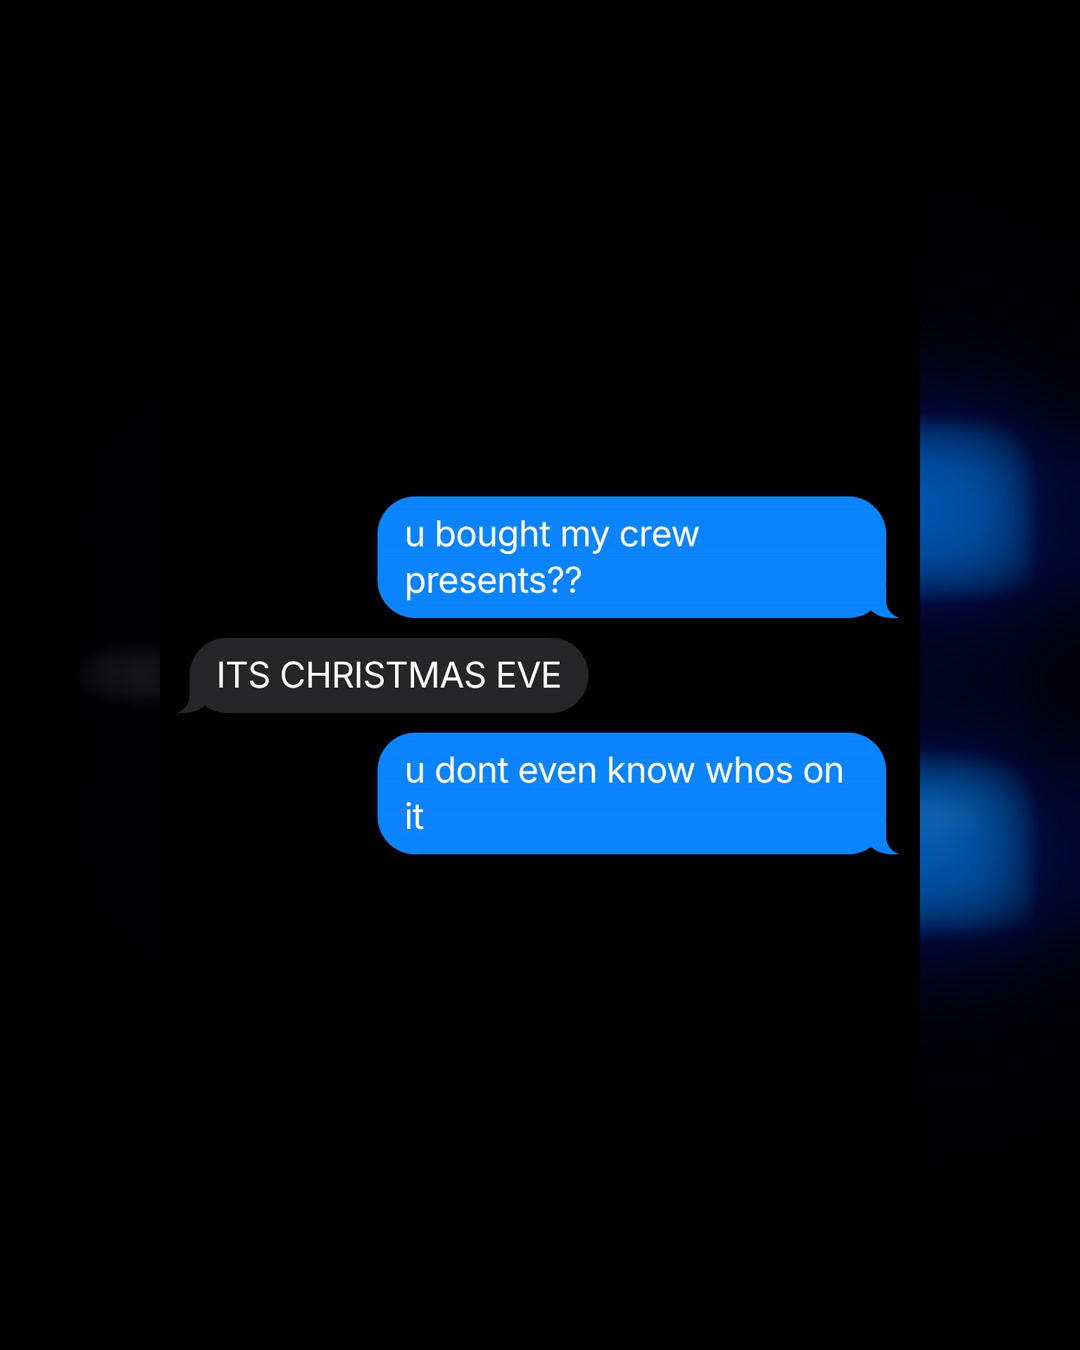 u bought my crew
presents??
ITS CHRISTMAS EVE
u dont even know whos on
it